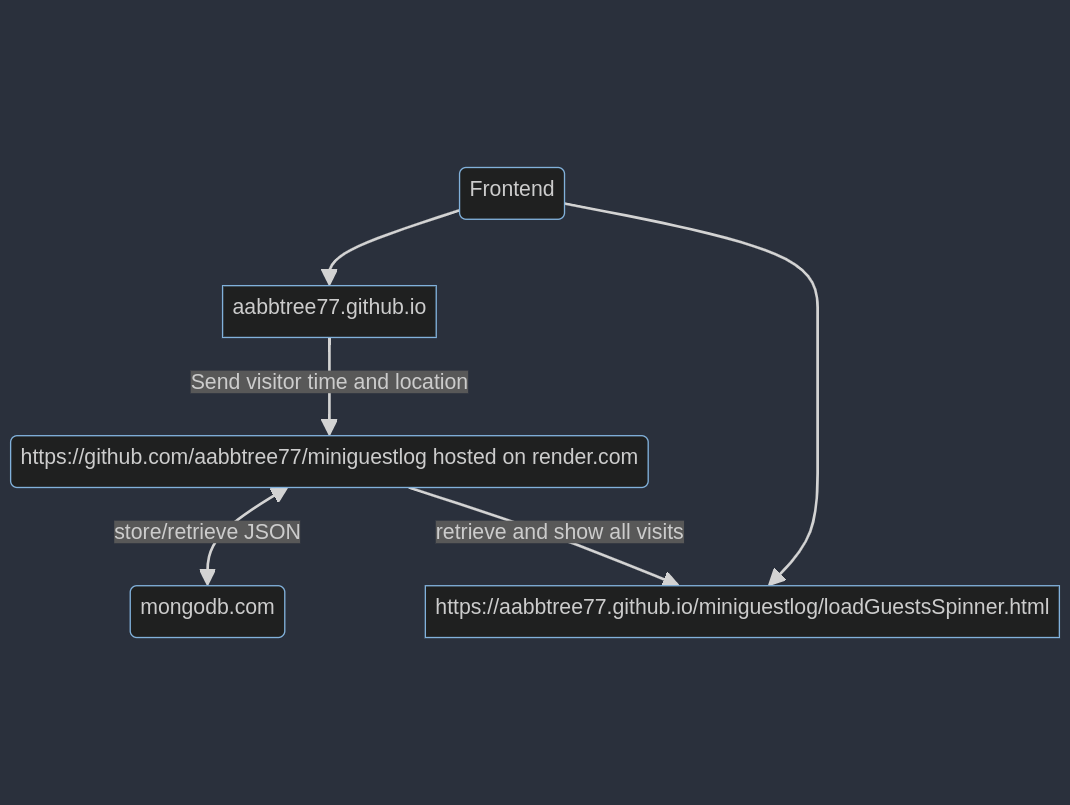 Frontend
aabbtree77.github.io
Send visitor time and location
https://github.com/aabbtree77/miniguestlog hosted on render.com
store/retrieve JSON
retrieve and show all visits
mongodb.com
https://aabbtree77.github.io/miniguestlog/loadGuestsSpinner.html